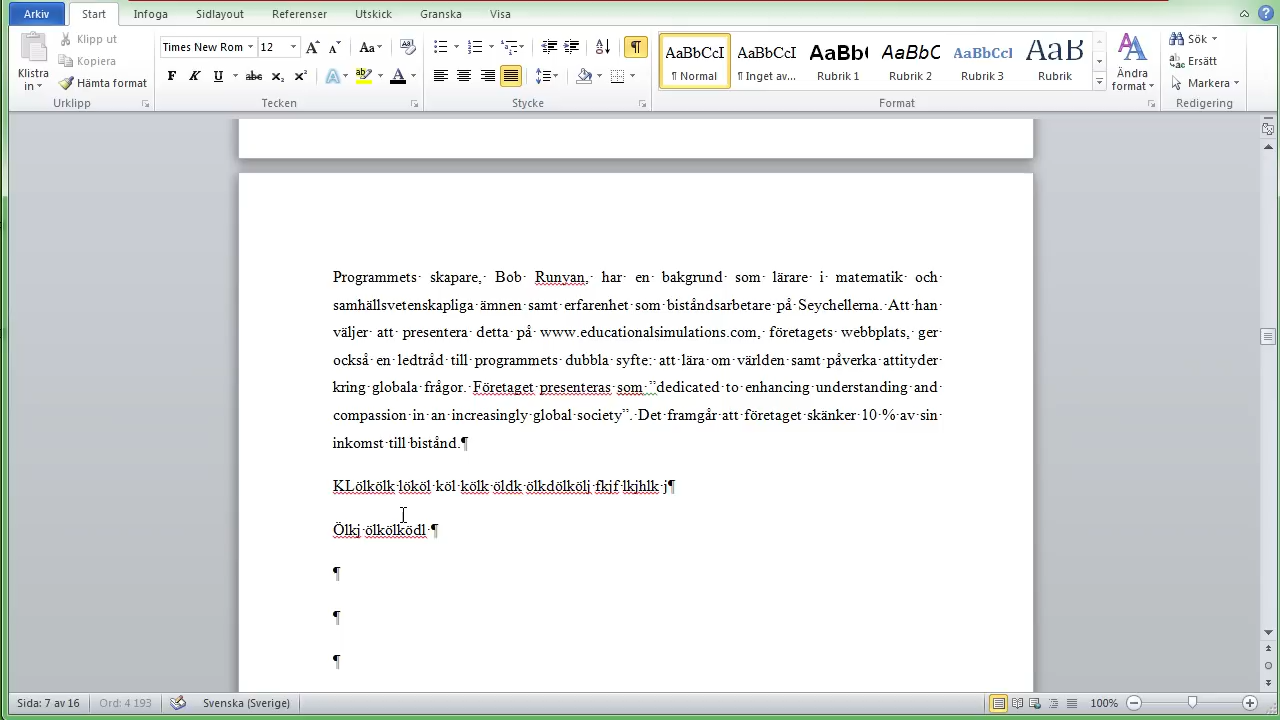 Arkiv Start Infoga Sidlayout Referenser Utskick Granska Visa
Klistra in
Klipp ut
Kopiera
Hämta format
Urklipp
Times New Rom 12
Tecken
Stycke
AaBbCcI AaBbCcI AaBb( AaBbC AaBbCcl AaB
¶ Normal ¶ Inget av... Rubrik 1 Rubrik 2 Rubrik 3 Rubrik
Ändra format
Format
Sök
Ersätt
Markera
Redigering
Programmets skapare, Bob Runyan, har en bakgrund som lärare i matematik och
samhällsvetenskapliga ämnen samt erfarenhet som biståndsarbetare på Seychellerna. Att han
väljer att presentera detta på www.educationalsimulations.com, företagets webbplats, ger
också en ledtråd till programmets dubbla syfte: att lära om världen samt påverka attityder
kring globala frågor. Företaget presenteras som ”dedicated to enhancing understanding and
compassion in an increasingly global society”. Det framgår att företaget skänker 10 % av sin
inkomst till bistånd.¶
KLölkölk lököl köl kölk öldk ölkdölkölj fkjf lkjhlk j¶
Ölkj ölkölködl ¶
¶
¶
¶
Sida: 7 av 16 Ord: 4 193 Svenska (Sverige) 100%